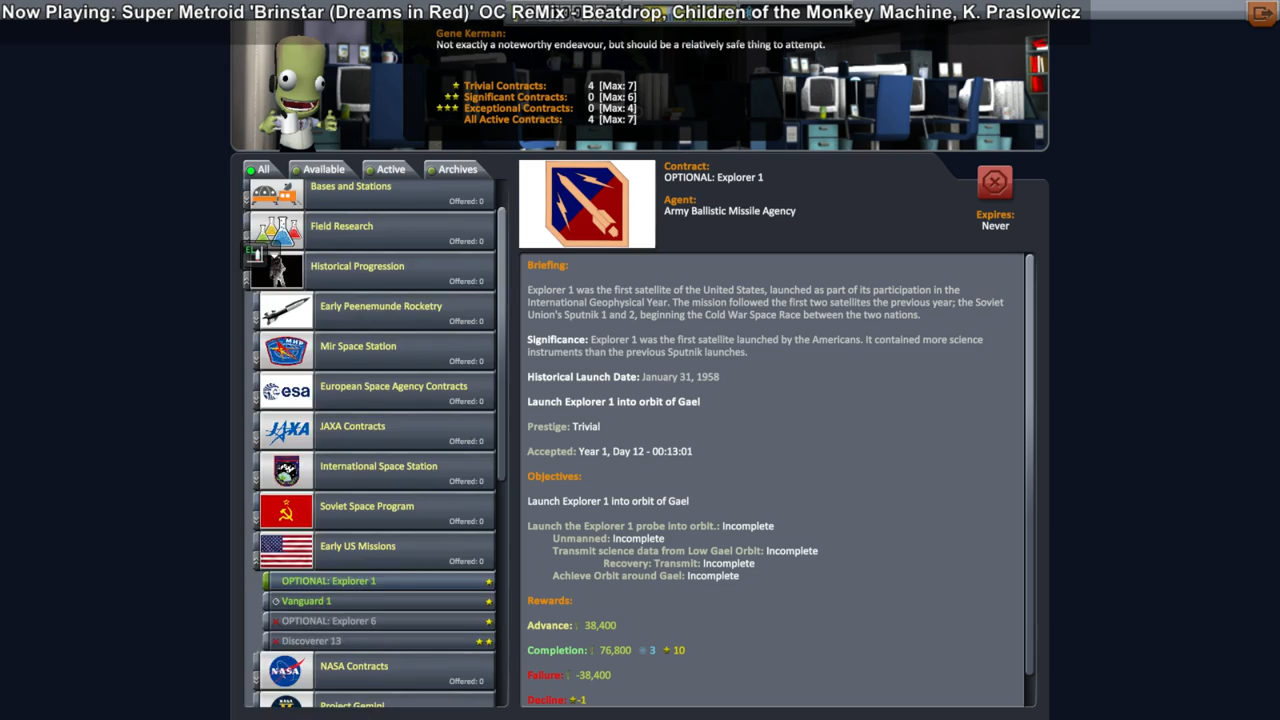 Now Playing: Super Metroid 'Brinstar (Dreams in Red)' OC ReMix - Beatdrop, Children of the Monkey Machine, K. Praslowicz
Gene Kerman:
Not exactly a noteworthy endeavour, but should be a relatively safe thing to attempt.
Trivial Contracts: 4 [Max: 7]
Significant Contracts: 0 [Max: 6]
Exceptional Contracts: 0 [Max: 4]
All Active Contracts: 4 [Max: 7]
All Available Active Archives
Bases and Stations
Offered: 0
Field Research
Offered: 0
Historical Progression
Offered: 0
Early Peenemunde Rocketry
Offered: 0
Mir Space Station
Offered: 0
esa
European Space Agency Contracts
Offered: 0
JAXA
JAXA Contracts
Offered: 0
International Space Station
Offered: 0
Soviet Space Program
Offered: 0
Early US Missions
Offered: 0
OPTIONAL: Explorer 1
Vanguard 1
OPTIONAL: Explorer 6
Discoverer 13
NASA
NASA Contracts
Offered: 0
Project Gemini
Contract:
OPTIONAL: Explorer 1
Agent:
Army Ballistic Missile Agency
Expires:
Never
Briefing:
Explorer 1 was the first satellite of the United States, launched as part of its participation in the
International Geophysical Year. The mission followed the first two satellites the previous year; the Soviet
Union's Sputnik 1 and 2, beginning the Cold War Space Race between the two nations.
Significance: Explorer 1 was the first satellite launched by the Americans. It contained more science
instruments than the previous Sputnik launches.
Historical Launch Date: January 31, 1958
Launch Explorer 1 into orbit of Gael
Prestige: Trivial
Accepted: Year 1, Day 12 - 00:13:01
Objectives:
Launch Explorer 1 into orbit of Gael
Launch the Explorer 1 probe into orbit.: Incomplete
Unmanned: Incomplete
Transmit science data from Low Gael Orbit: Incomplete
Recovery: Transmit: Incomplete
Achieve Orbit around Gael: Incomplete
Rewards:
Advance: 38,400
Completion: 76,800 3 10
Failure: -38,400
Decline: -1